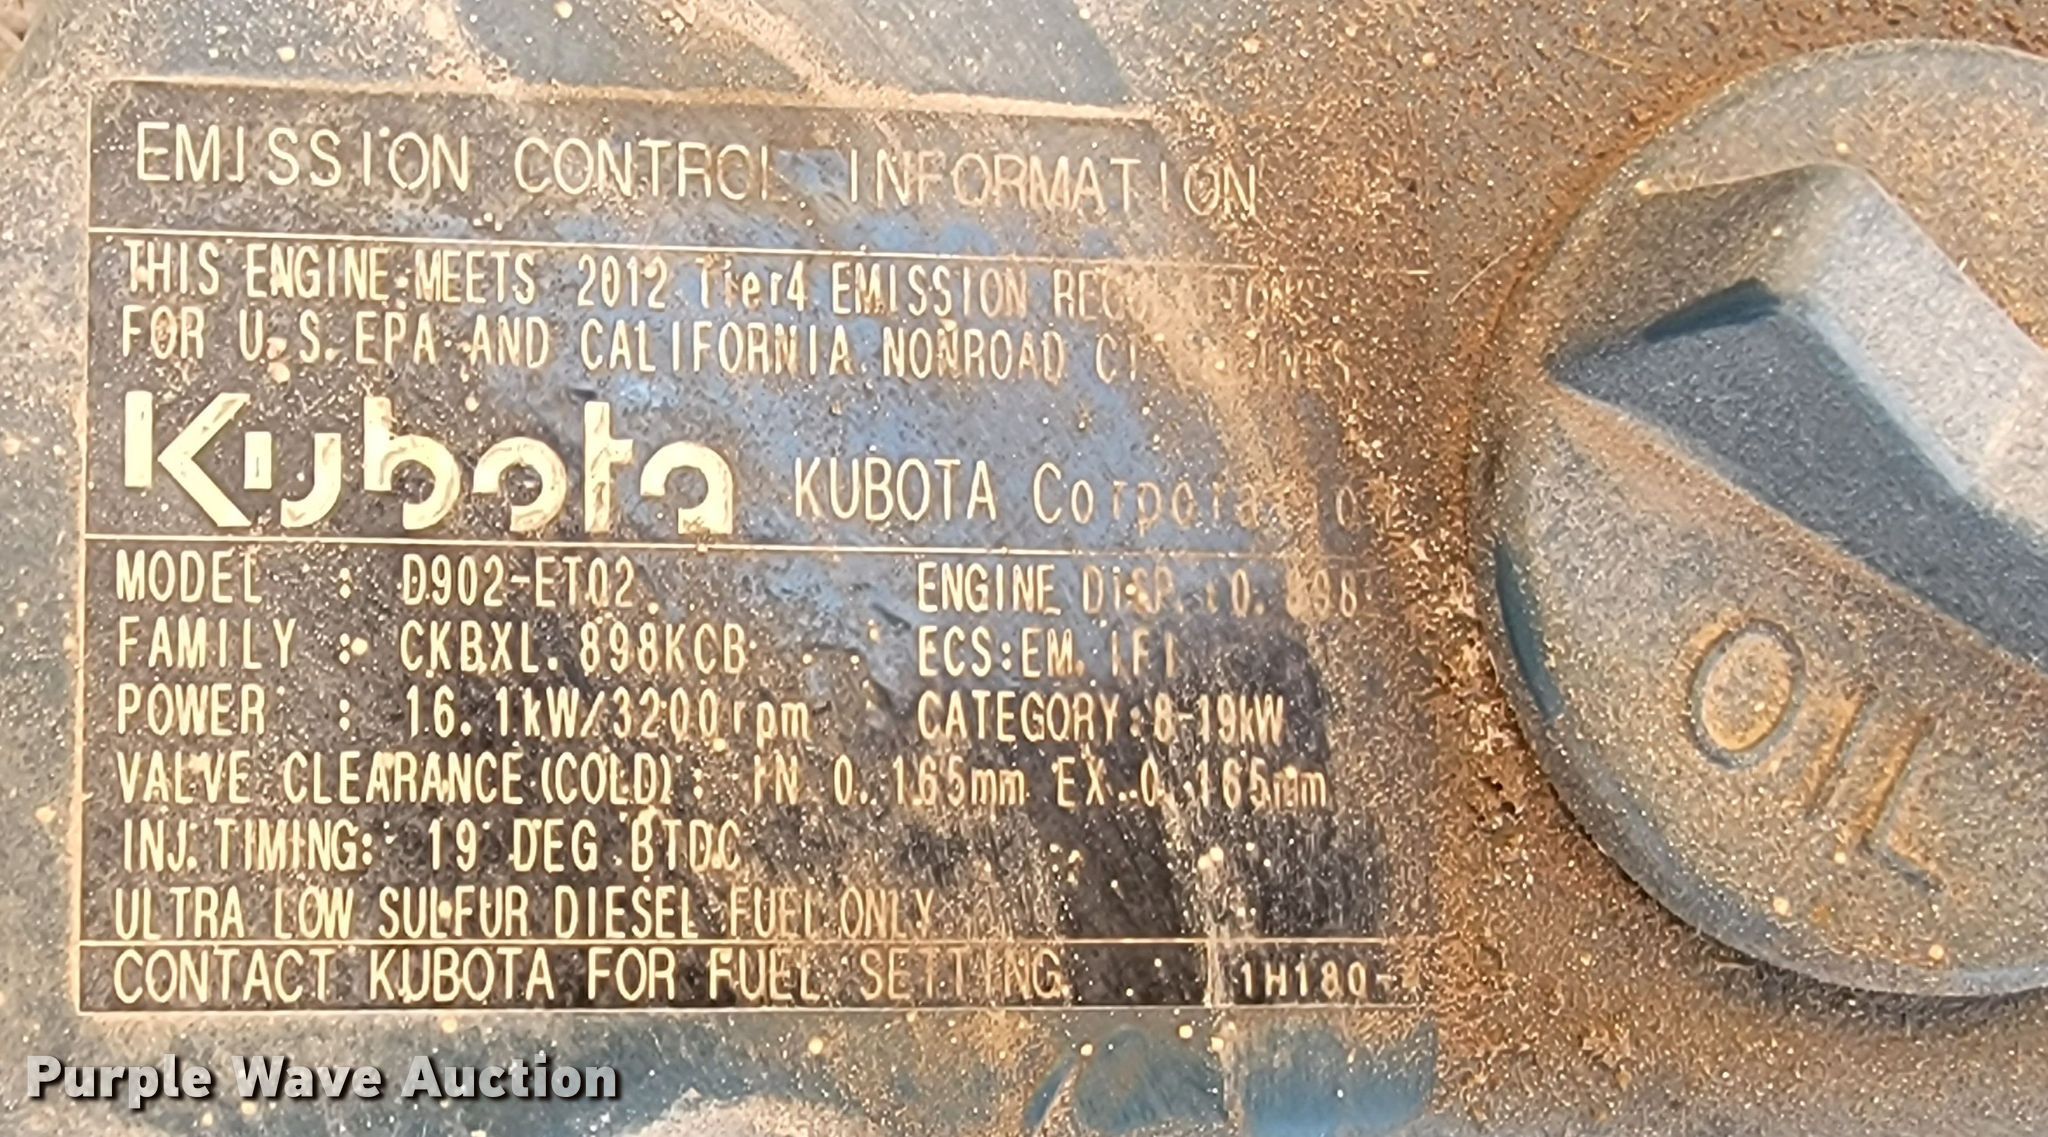 EMISSION CONTROL INFORMATION
THIS ENGINE MEETS 2012 Tier4 EMISSION
FOR U.S. EPA AND CALIFORNIA NONROAD
Kubota KUBOTA Corporation
MODEL : D902-ET02 ENGINE DISP.:
FAMILY : CKBXL.898KCB ECS:EM, IFI
POWER : 16.1kW/3200rpm CATEGORY:8-19kW
VALVE CLEARANCE(COLD): IN 0.165mm EX 0.165mm
INJ.TIMING: 19 DEG BTDC
ULTRA LOW SULFUR DIESEL FUEL ONLY
CONTACT KUBOTA FOR FUEL SETTING
OIL
Purple Wave Auction